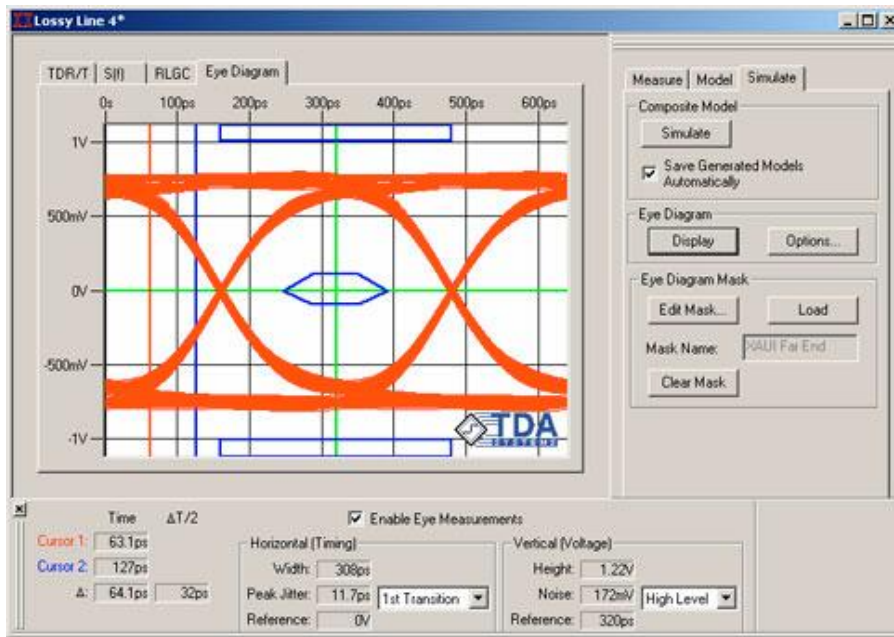 Lossy Line 4*
TDR/T S(f) RLGC Eye Diagram
0s 100ps 200ps 300ps 400ps 500ps 600ps
1V
500mV
0V
-500mV
-1V
TDA
SYSTEMS
Measure Model Simulate
Composite Model
Simulate
Save Generated Models
Automatically
Eye Diagram
Display Options...
Eye Diagram Mask
Edit Mask... Load
Mask Name: XAUI Far End
Clear Mask
Time ΔT/2
Cursor 1: 63.1ps
Cursor 2: 127ps
Δ: 64.1ps 32ps
Enable Eye Measurements
Horizontal (Timing)
Width: 308ps
Peak Jitter: 11.7ps 1st Transition
Reference: 0V
Vertical (Voltage)
Height: 1.22V
Noise: 172mV High Level
Reference: 320ps